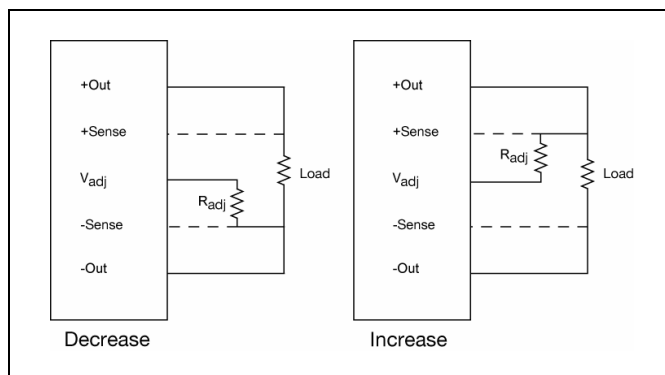 +Out
+Sense
Vadj
Radj
Load
-Sense
-Out
Decrease
+Out
+Sense
Radj
Vadj
Load
-Sense
-Out
Increase